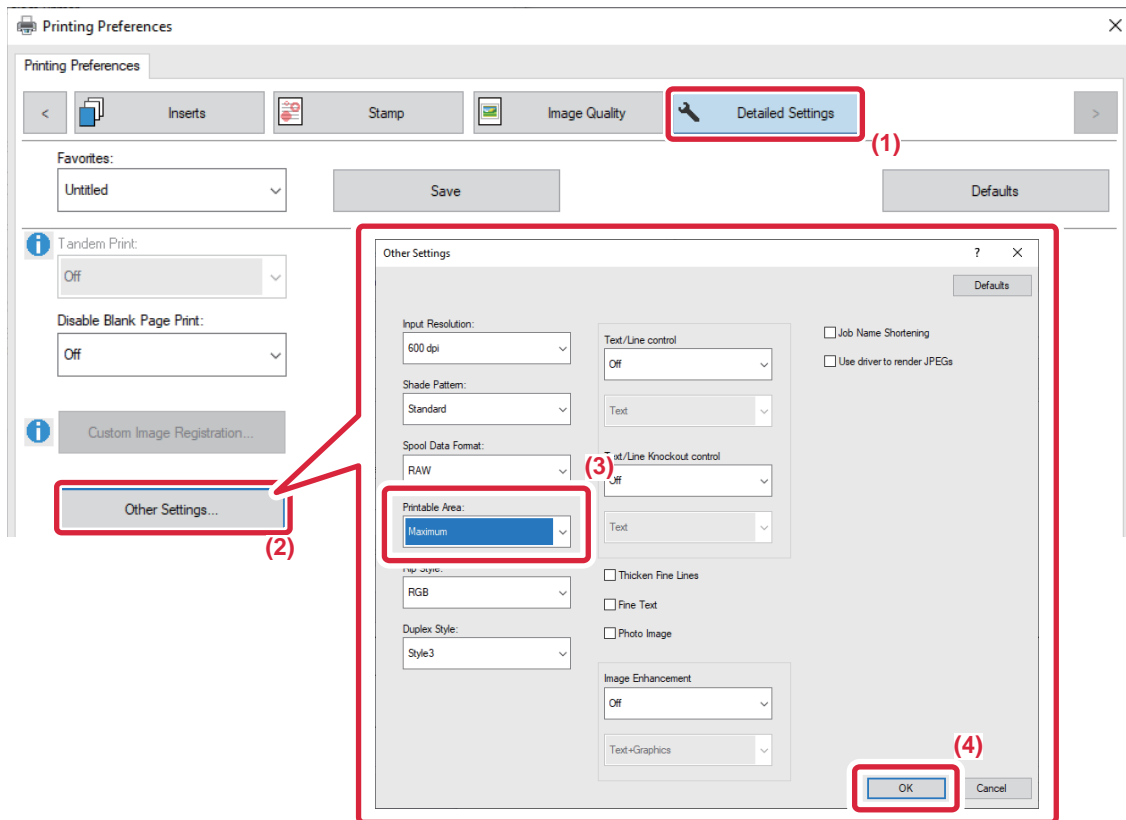 Printing Preferences
Printing Preferences
<
Inserts
Stamp
Image Quality
Detailed Settings
>
(1)
Favorites:
Untitled
Save
Defaults
Tandem Print:
Off
Disable Blank Page Print:
Off
Custom Image Registration...
Other Settings...
(2)
Other Settings
?
Defaults
Input Resolution:
600 dpi
Shade Pattern:
Standard
Spool Data Format:
RAW
(3)
Printable Area:
Maximum
Rip Style:
RGB
Duplex Style:
Style3
Text/Line control
Off
Text
Text/Line Knockout control
Off
Text
Thicken Fine Lines
Fine Text
Photo Image
Image Enhancement
Off
Text+Graphics
Job Name Shortening
Use driver to render JPEGs
(4)
OK
Cancel